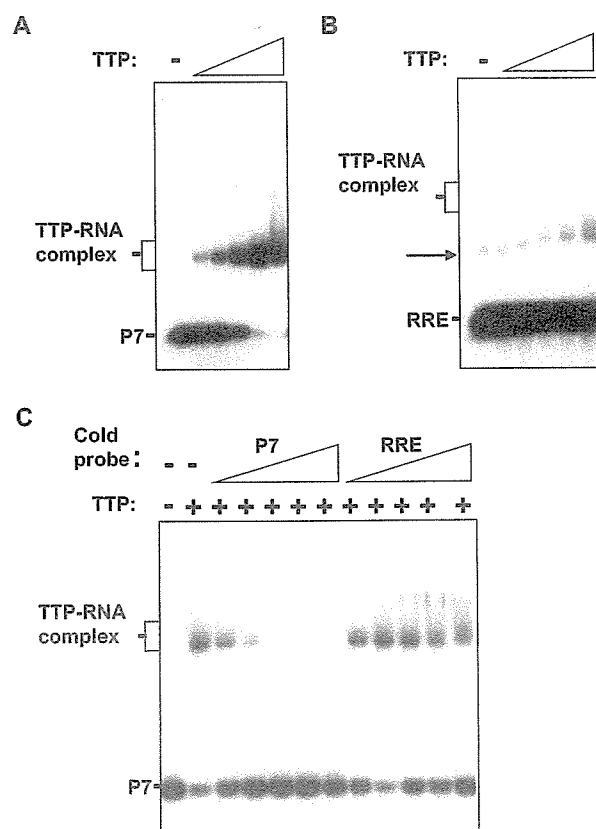 A
TTP: -
TTP-RNA
complex
P7
B
TTP: -
TTP-RNA
complex
RRE
C
Cold
probe: - - P7 RRE
TTP: - + + + + + + + + + + +
TTP-RNA
complex
P7